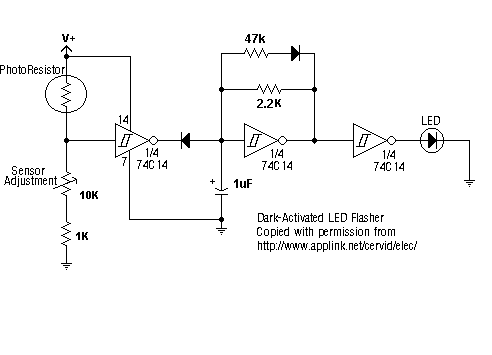 V+
47k
PhotoResistor
2.2K
14
LED
7
1/4
74C14
1/4
74C14
1/4
74C14
Sensor
Adjustment
10K
+
1uF
1K
Dark-Activated LED Flasher
Copied with permission from
http://www.applink.net/cervid/elec/